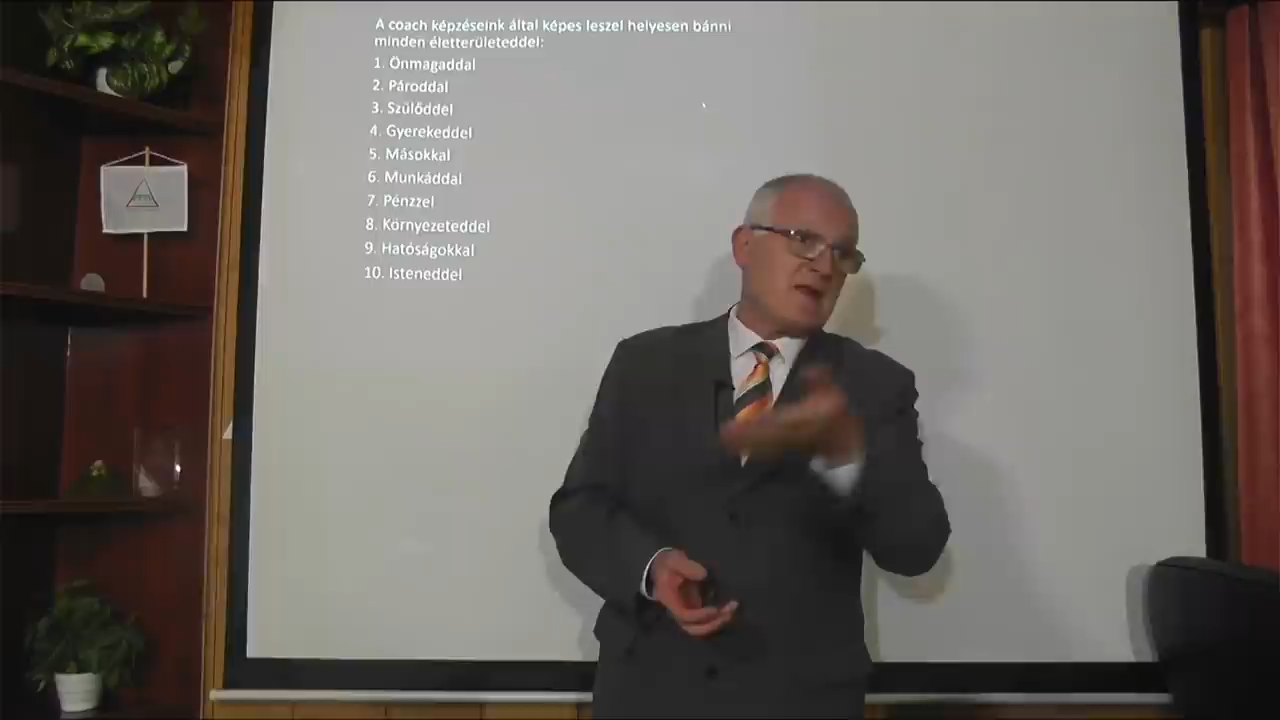 A coach képzéseink által képes leszel helyesen bánni
minden életterületeddel:
1. Önmagaddal
2. Pároddal
3. Szülőddel
4. Gyerekeddel
5. Másokkal
6. Munkáddal
7. Pénzzel
8. Környezeteddel
9. Hatóságokkal
10. Isteneddel